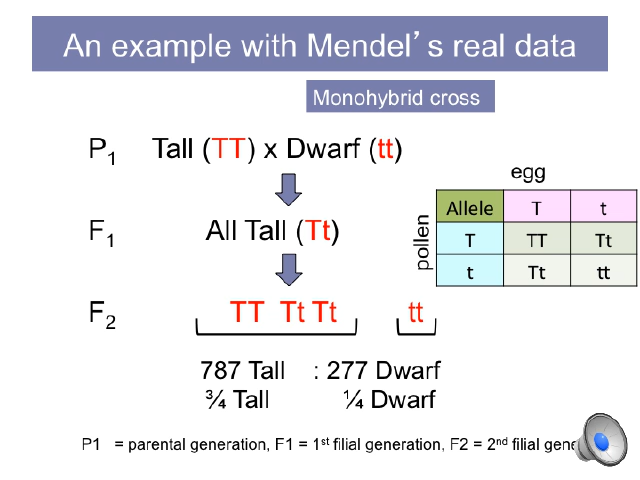 An example with Mendel's real data
Monohybrid cross
P1 Tall (TT) x Dwarf (tt)
egg
pollen
Allele T t
T TT Tt
t Tt tt
F1 All Tall (Tt)
F2 TT Tt Tt tt
787 Tall : 277 Dwarf
¾ Tall ¼ Dwarf
P1 = parental generation, F1 = 1st filial generation, F2 = 2nd filial gene